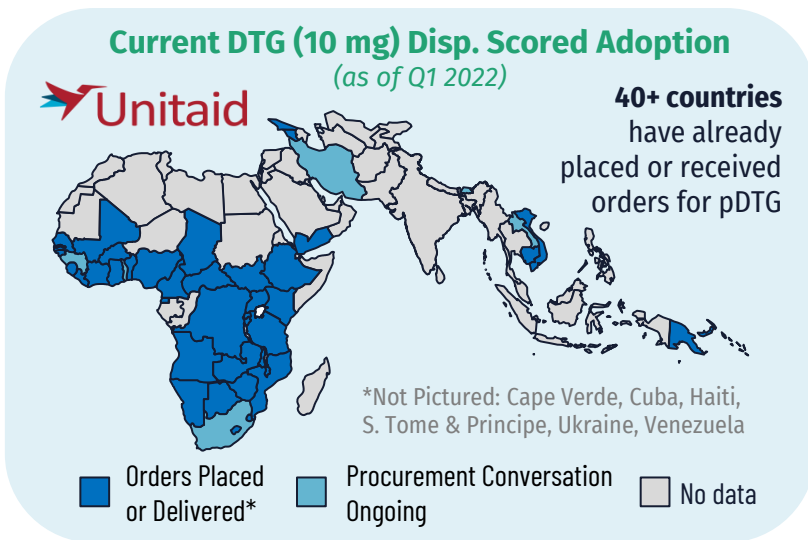 Current DTG (10 mg) Disp. Scored Adoption
(as of Q1 2022)
Unitaid
40+ countries
have already
placed or received
orders for pDTG
*Not Pictured: Cape Verde, Cuba, Haiti,
S. Tome & Principe, Ukraine, Venezuela
Orders Placed
or Delivered*
Procurement Conversation
Ongoing
No data